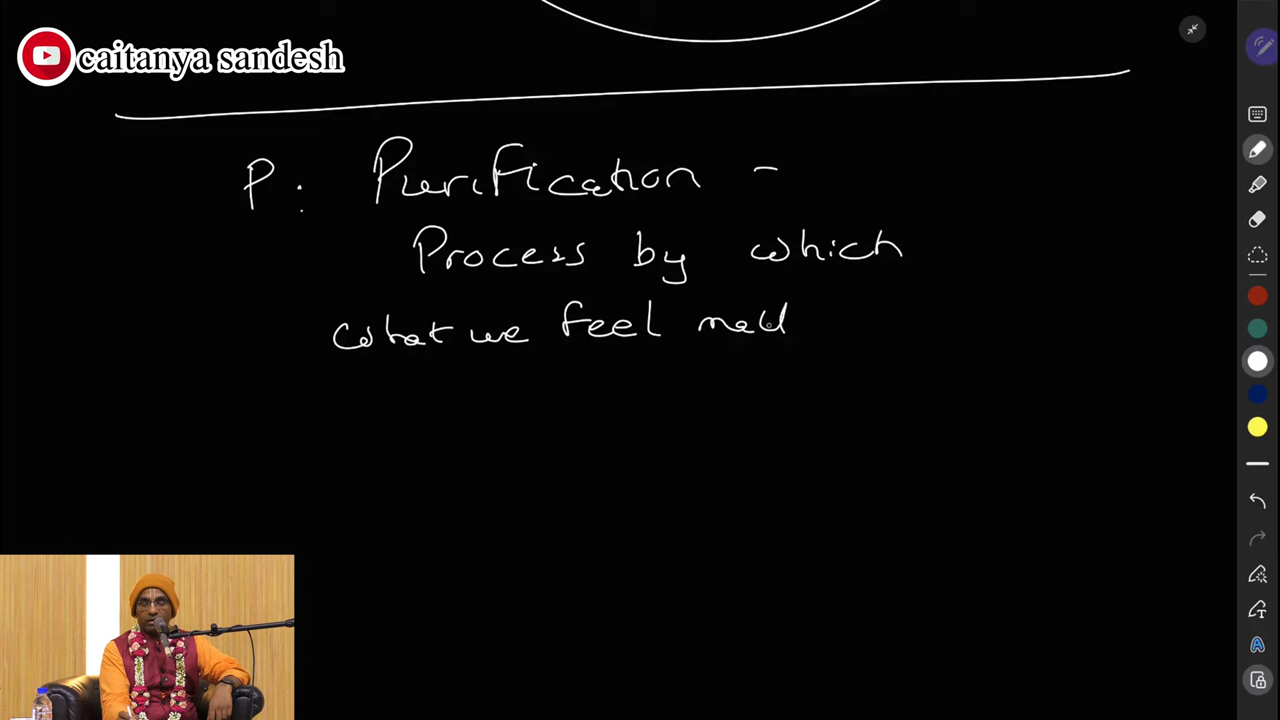 caitanya sandesh
P: Purification -
Process by which
what we feel